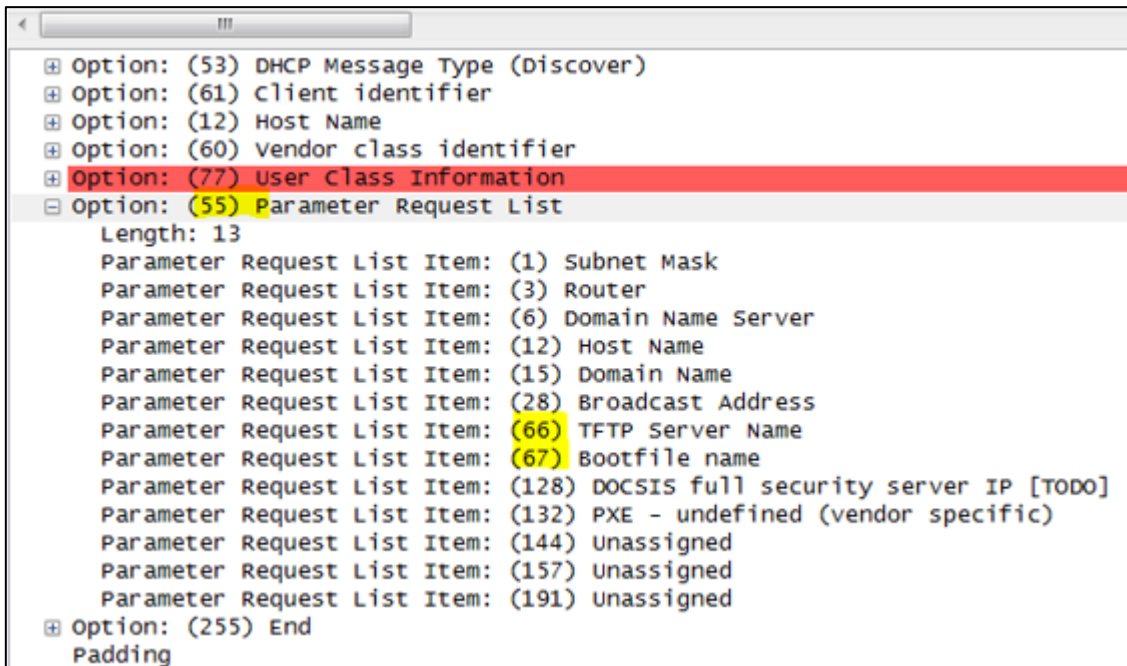 Option: (53) DHCP Message Type (Discover)
Option: (61) Client identifier
Option: (12) Host Name
Option: (60) Vendor class identifier
Option: (77) User Class Information
Option: (55) Parameter Request List
Length: 13
Parameter Request List Item: (1) Subnet Mask
Parameter Request List Item: (3) Router
Parameter Request List Item: (6) Domain Name Server
Parameter Request List Item: (12) Host Name
Parameter Request List Item: (15) Domain Name
Parameter Request List Item: (28) Broadcast Address
Parameter Request List Item: (66) TFTP Server Name
Parameter Request List Item: (67) Bootfile name
Parameter Request List Item: (128) DOCSIS full security server IP [TODO]
Parameter Request List Item: (132) PXE - undefined (vendor specific)
Parameter Request List Item: (144) Unassigned
Parameter Request List Item: (157) Unassigned
Parameter Request List Item: (191) Unassigned
Option: (255) End
Padding